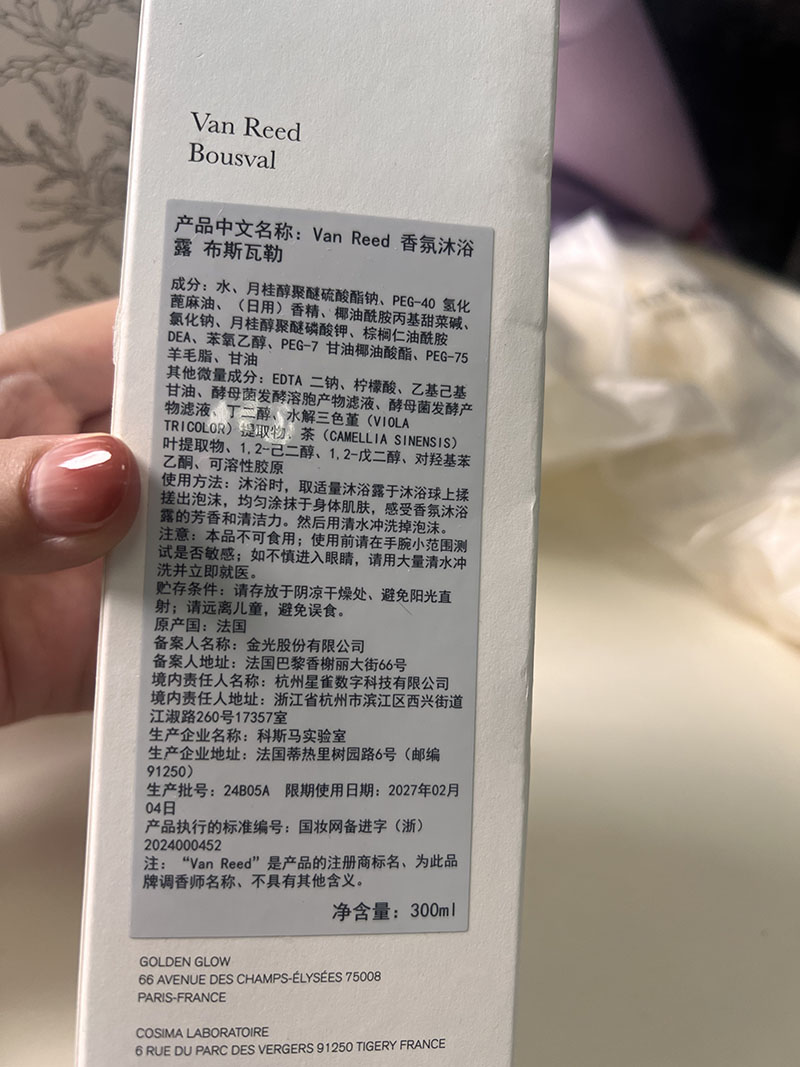 Van Reed
Bousval
产品中文名称：Van Reed 香氛沐浴
露 布斯瓦勒
成分：水、月桂醇聚醚硫酸酯钠、PEG-40 氢化
蓖麻油、（日用）香精、椰油酰胺丙基甜菜碱、
氯化钠、月桂醇聚醚磷酸钾、棕榈仁油酰胺
DEA、苯氧乙醇、PEG-7 甘油椰油酸酯、PEG-75
羊毛脂、甘油
其他微量成分：EDTA 二钠、柠檬酸、乙基己基
甘油、酵母菌发酵溶胞产物滤液、酵母菌发酵产
物滤液、丁二醇、水解三色堇（VIOLA
TRICOLOR）提取物、茶（CAMELLIA SINENSIS）
叶提取物、1,2-己二醇、1,2-戊二醇、对羟基苯
乙酮、可溶性胶原
使用方法：沐浴时，取适量沐浴露于沐浴球上揉
搓出泡沫，均匀涂抹于身体肌肤，感受香氛沐浴
露的芳香和清洁力。然后用清水冲洗掉泡沫。
注意：本品不可食用；使用前请在手腕小范围测
试是否敏感；如不慎进入眼睛，请用大量清水冲
洗并立即就医。
贮存条件：请存放于阴凉干燥处、避免阳光直
射；请远离儿童，避免误食。
原产国：法国
备案人名称：金光股份有限公司
备案人地址：法国巴黎香榭丽大街66号
境内责任人名称：杭州星雀数字科技有限公司
境内责任人地址：浙江省杭州市滨江区西兴街道
江淑路260号17357室
生产企业名称：科斯马实验室
生产企业地址：法国蒂热里树园路6号（邮编
91250）
生产批号：24B05A 限期使用日期：2027年02月
04日
产品执行的标准编号：国妆网备进字（浙）
2024000452
注：“Van Reed”是产品的注册商标名、为此品
牌调香师名称、不具有其他含义。
净含量：300ml
GOLDEN GLOW
66 AVENUE DES CHAMPS-ÉLYSÉES 75008
PARIS-FRANCE
COSIMA LABORATOIRE
6 RUE DU PARC DES VERGERS 91250 TIGERY FRANCE